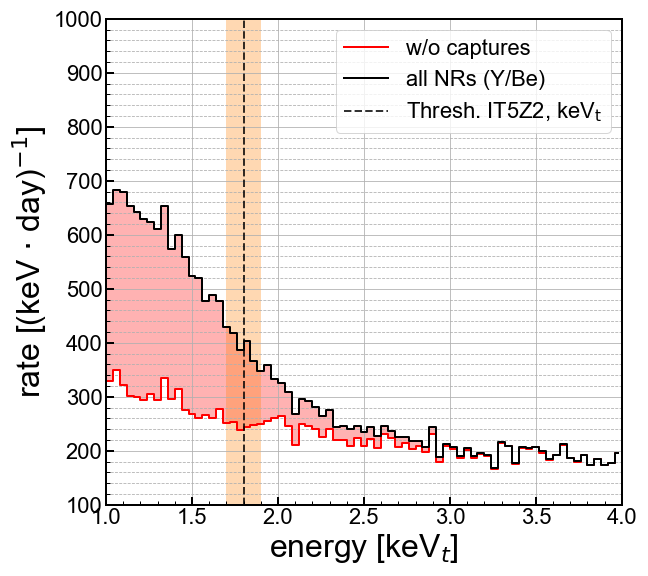 1000
900
800
700
600
500
400
300
200
100
rate [(keV · day)⁻¹]
w/o captures
all NRs (Y/Be)
Thresh. IT5Z2, keVₜ
1.0 1.5 2.0 2.5 3.0 3.5 4.0
energy [keVₜ]